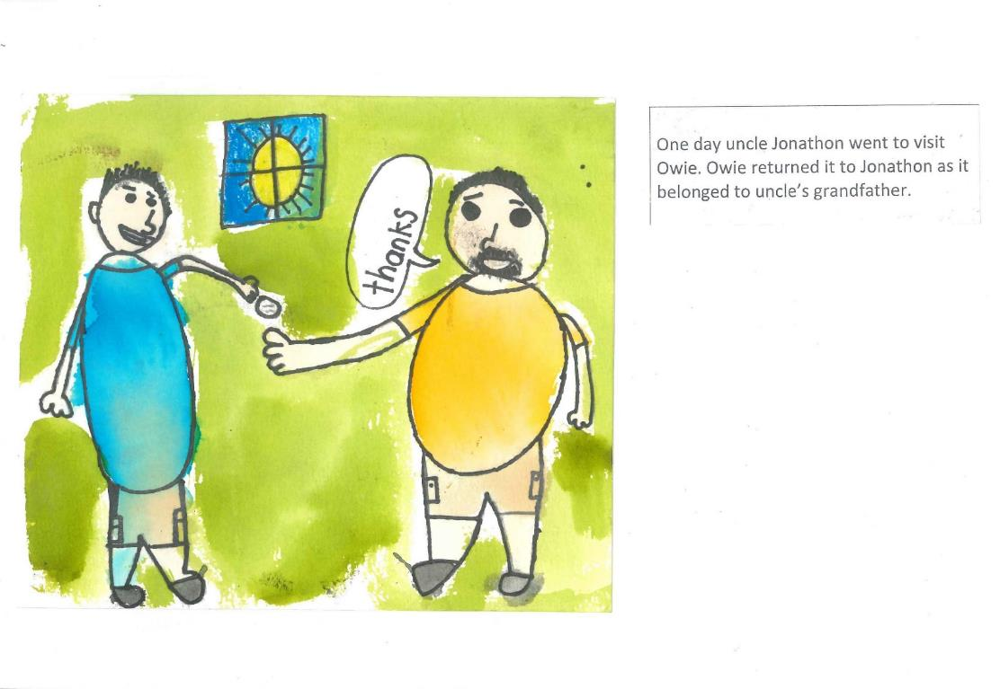 thanks
One day uncle Jonathon went to visit
Owie. Owie returned it to Jonathon as it
belonged to uncle's grandfather.